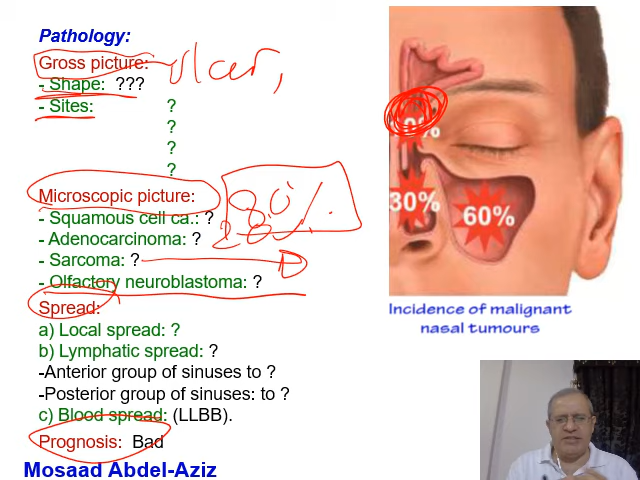 Pathology:
Gross picture: ulcer,
- Shape: ???
- Sites: ?
?
?
?
Microscopic picture:
- Squamous cell ca.: ? 80%
- Adenocarcinoma: ?
- Sarcoma: ?
- Olfactory neuroblastoma: ?
Spread:
a) Local spread: ?
b) Lymphatic spread: ?
-Anterior group of sinuses to ?
-Posterior group of sinuses: to ?
c) Blood spread: (LLBB).
Prognosis: Bad
Mosaad Abdel-Aziz
30%
60%
Incidence of malignant
nasal tumours